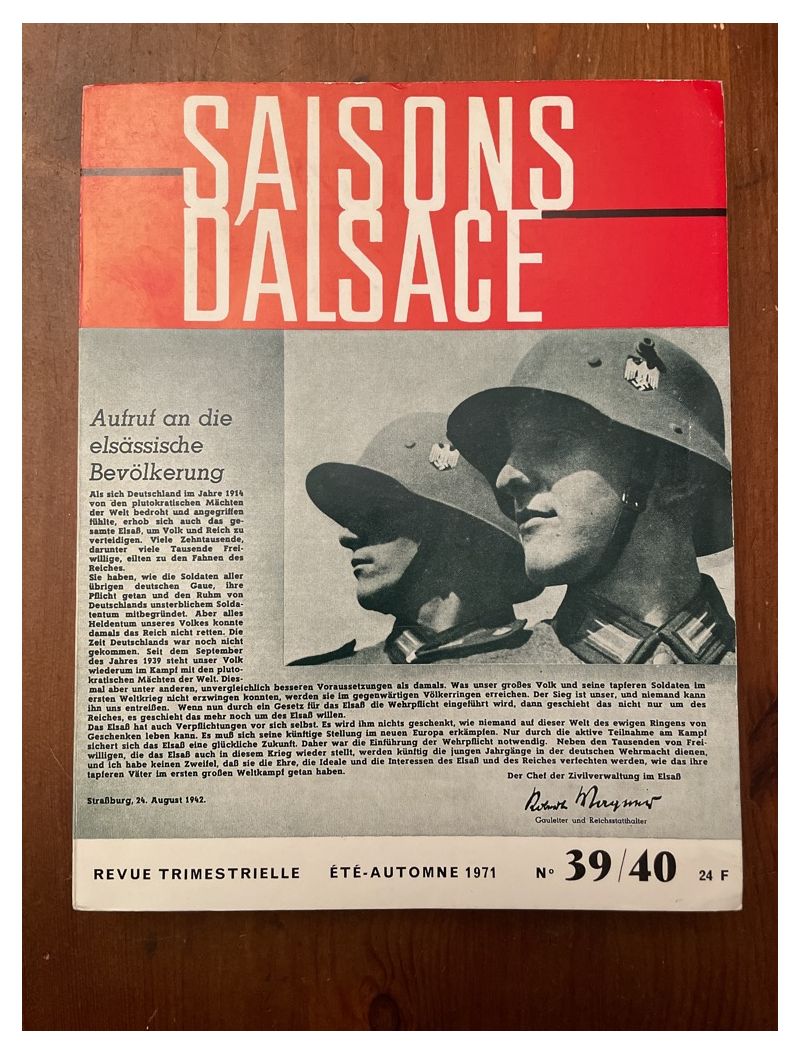 SAISONS
D'ALSACE
Aufruf an die
elsässische
Bevölkerung
Als sich Deutschland im Jahre 1914
von den plutokratischen Mächten
der Welt bedroht und angegriffen
fühlte, erhob sich auch das ge-
samte Elsaß, um Volk und Reich zu
verteidigen. Viele Zehntausende,
darunter viele Tausende Frei-
willige, eilten zu den Fahnen des
Reiches.
Sie haben, wie die Soldaten aller
übrigen deutschen Gaue, ihre
Pflicht getan und den Ruhm von
Deutschlands unsterblichem Solda-
tentum mitbegründet. Aber alles
Heldentum unseres Volkes konnte
damals das Reich nicht retten. Die
Zeit Deutschlands war noch nicht
gekommen. Seit dem September
des Jahres 1939 steht unser Volk
wiederum im Kampf mit den pluto-
kratischen Mächten der Welt. Dies-
mal aber unter anderen, unvergleichlich besseren Voraussetzungen als damals. Was unser großes Volk und seine tapferen Soldaten im
ersten Weltkrieg nicht erzwingen konnten, werden sie im gegenwärtigen Völkerringen erreichen. Der Sieg ist unser, und niemand kann
ihn uns entreißen. Wenn nun durch ein Gesetz für das Elsaß die Wehrpflicht eingeführt wird, dann geschieht das nicht nur um des
Reiches, es geschieht das mehr noch um des Elsaß willen.
Das Elsaß hat auch Verpflichtungen vor sich selbst. Es wird ihm nichts geschenkt, wie niemand auf dieser Welt des ewigen Ringens von
Geschenken leben kann. Es muß sich seine künftige Stellung im neuen Europa erkämpfen. Nur durch die aktive Teilnahme am Kampf
sichert sich das Elsaß eine glückliche Zukunft. Daher war die Einführung der Wehrpflicht notwendig. Neben den Tausenden von Frei-
willigen, die das Elsaß auch in diesem Krieg wieder stellt, werden künftig die jungen Jahrgänge in der deutschen Wehrmacht dienen,
und ich habe keinen Zweifel, daß sie die Ehre, die Ideale und die Interessen des Elsaß und des Reiches verfechten werden, wie das ihre
tapferen Väter im ersten großen Weltkampf getan haben.
Der Chef der Zivilverwaltung im Elsaß
Straßburg, 24. August 1942.
Robert Wagner
Gauleiter und Reichsstatthalter
REVUE TRIMESTRIELLE ÉTÉ-AUTOMNE 1971 N° 39/40 24 F